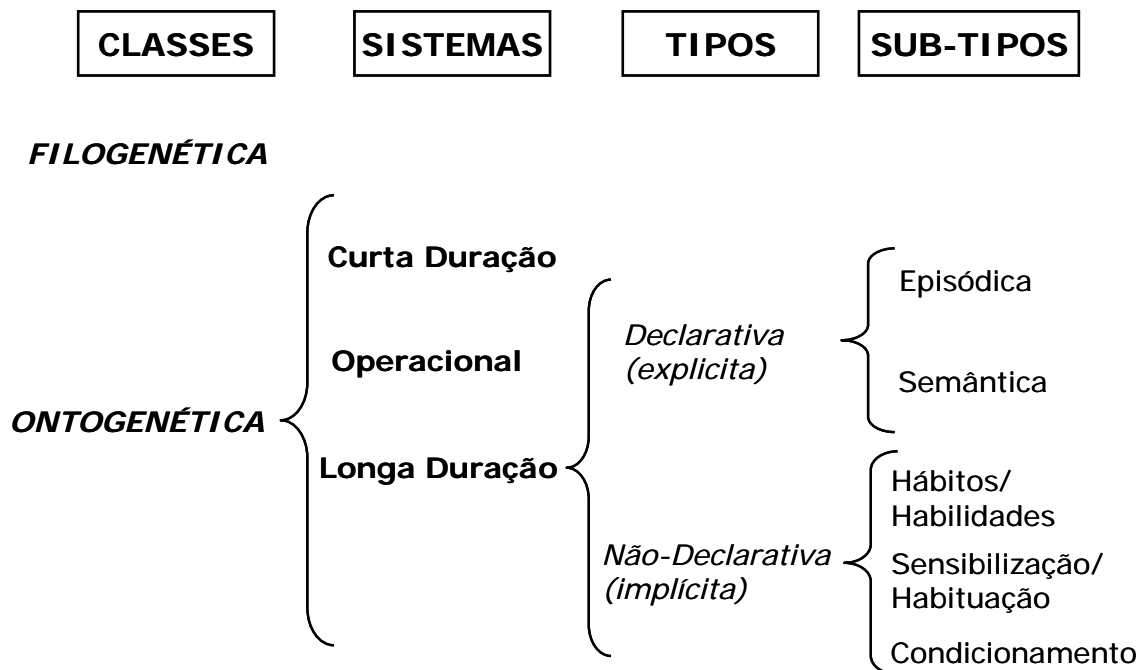 CLASSES
SISTEMAS
TIPOS
SUB-TIPOS
FILOGENÉTICA
ONTOGENÉTICA
Curta Duração
Operacional
Longa Duração
Declarativa
(explicita)
Não-Declarativa
(implícita)
Episódica
Semântica
Hábitos/
Habilidades
Sensibilização/
Habituação
Condicionamento